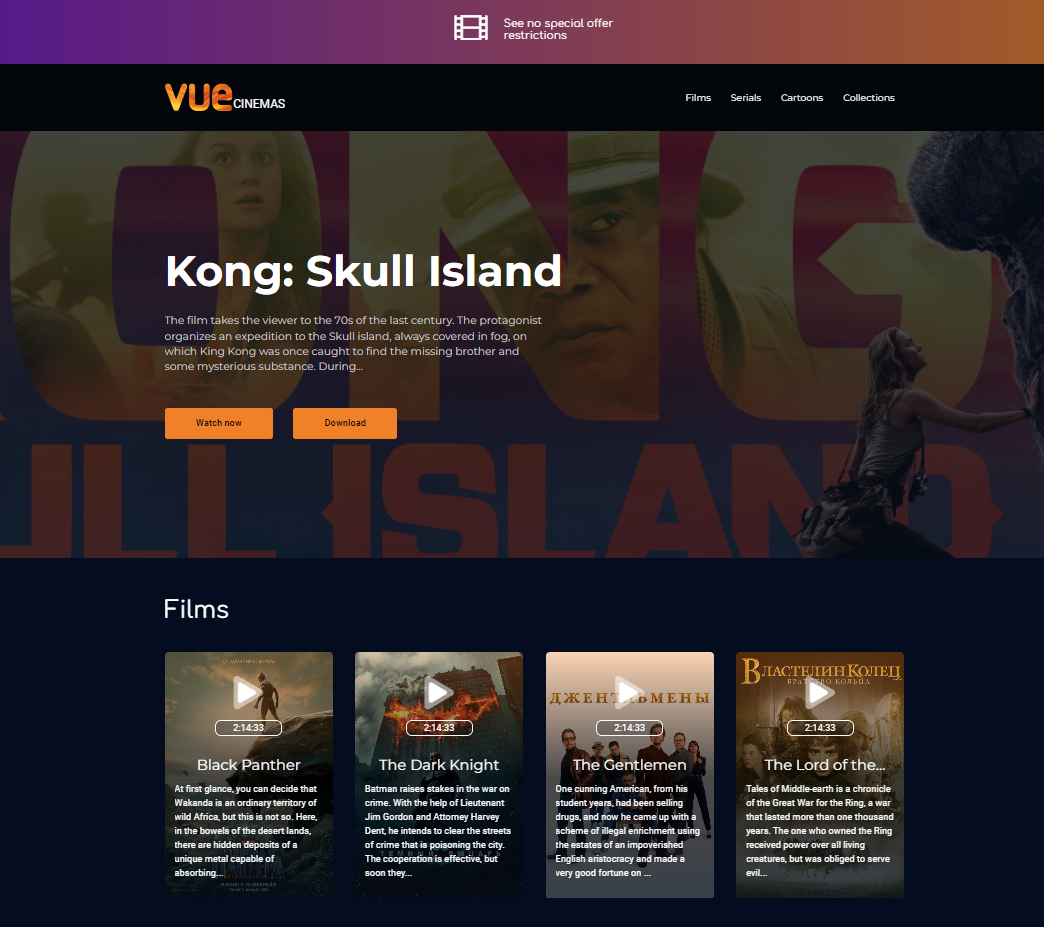 See no special offer
restrictions
vue CINEMAS
Films Serials Cartoons Collections
ONG
Kong: Skull Island
The film takes the viewer to the 70s of the last century. The protagonist
organizes an expedition to the Skull island, always covered in fog, on
which King Kong was once caught to find the missing brother and
some mysterious substance. During...
Watch now Download
ULL ISLAND
Films
ВЛАСТЕЛИН КОЛЕЦ
БРАТСТВО КОЛЬЦА
2:14:33
2:14:33
2:14:33
2:14:33
Black Panther
At first glance, you can decide that
Wakanda is an ordinary territory of
wild Africa, but this is not so. Here,
in the bowels of the desert lands,
there are hidden deposits of a
unique metal capable of
absorbing...
The Dark Knight
Batman raises stakes in the war on
crime. With the help of Lieutenant
Jim Gordon and Attorney Harvey
Dent, he intends to clear the streets
of crime that is poisoning the city.
The cooperation is effective, but
soon they...
The Gentlemen
One cunning American, from his
student years, had been selling
drugs, and now he came up with a
scheme of illegal enrichment using
the estates of an impoverished
English aristocracy and made a
very good fortune on ...
The Lord of the...
Tales of Middle-earth is a chronicle
of the Great War for the Ring, a war
that lasted more than one thousand
years. The one who owned the Ring
received power over all living
creatures, but was obliged to serve
evil...